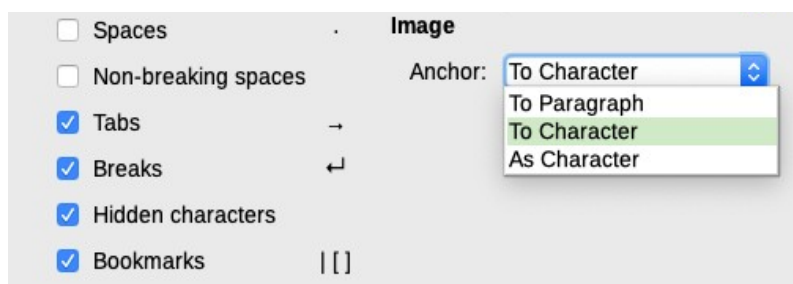 Spaces · Image
Non-breaking spaces Anchor: To Character
To Paragraph
Tabs → To Character
As Character
Breaks ↵
Hidden characters
Bookmarks |[]